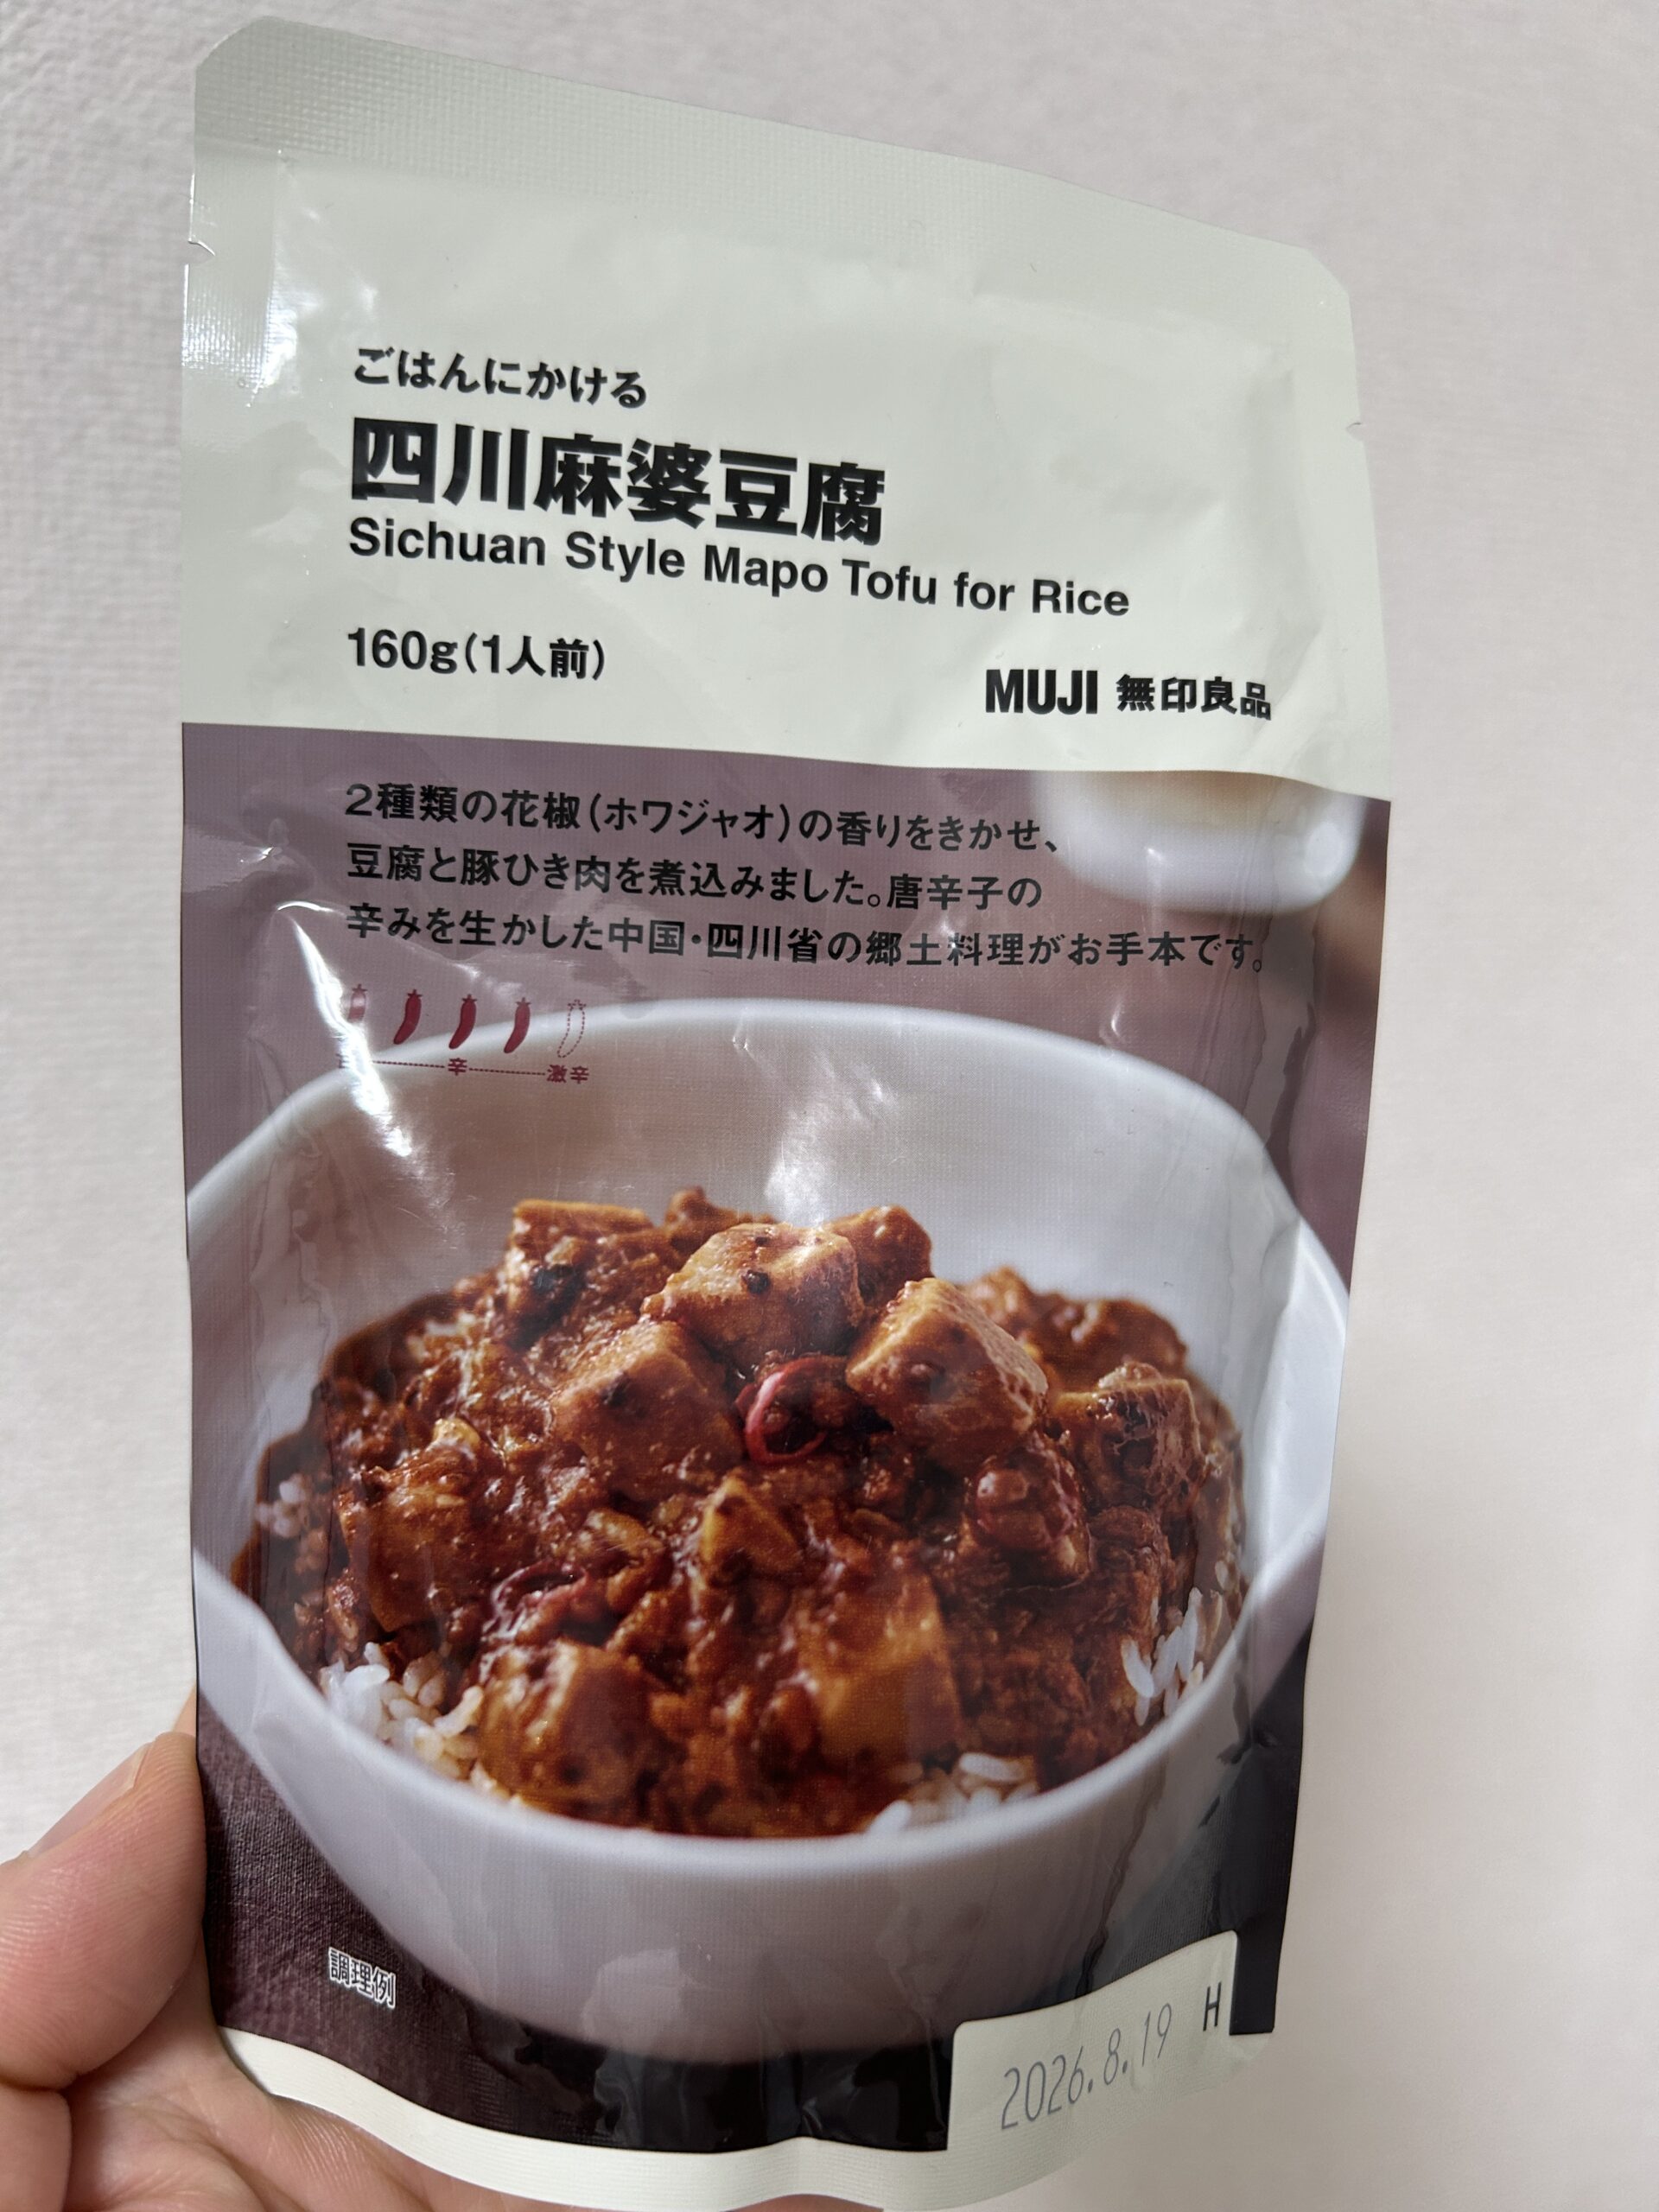 ごはんにかける
四川麻婆豆腐
Sichuan Style Mapo Tofu for Rice
160g(1人前)
MUJI 無印良品
2種類の花椒(ホワジャオ)の香りをきかせ、
豆腐と豚ひき肉を煮込みました。唐辛子の
辛みを生かした中国・四川省の郷土料理がお手本です。
辛 激辛
調理例
2026.8.19 H